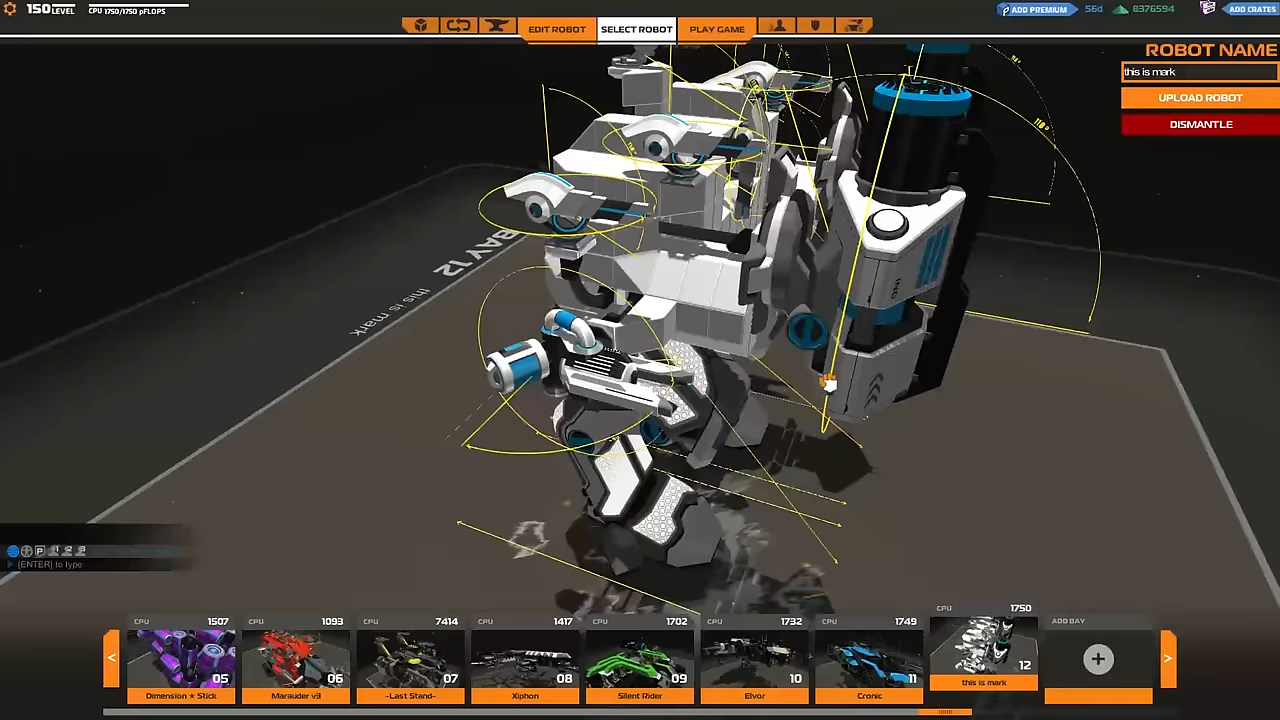 150 LEVEL
CPU 1750/1750 pFLOPS
EDIT ROBOT
SELECT ROBOT
PLAY GAME
ADD PREMIUM
56d
8376594
ADD CRATES
ROBOT NAME
this is mark
UPLOAD ROBOT
DISMANTLE
110°
BAY 12
this is mark
[ENTER] to type
CPU 1507
05
Dimension ★ Stick
CPU 1093
06
Marauder v3
CPU 7414
07
-Last Stand-
CPU 1417
08
Xiphon
CPU 1702
09
Silent Rider
CPU 1732
10
Elvor
CPU 1749
11
Cronic
CPU 1750
12
this is mark
ADD BAY
+
<
>